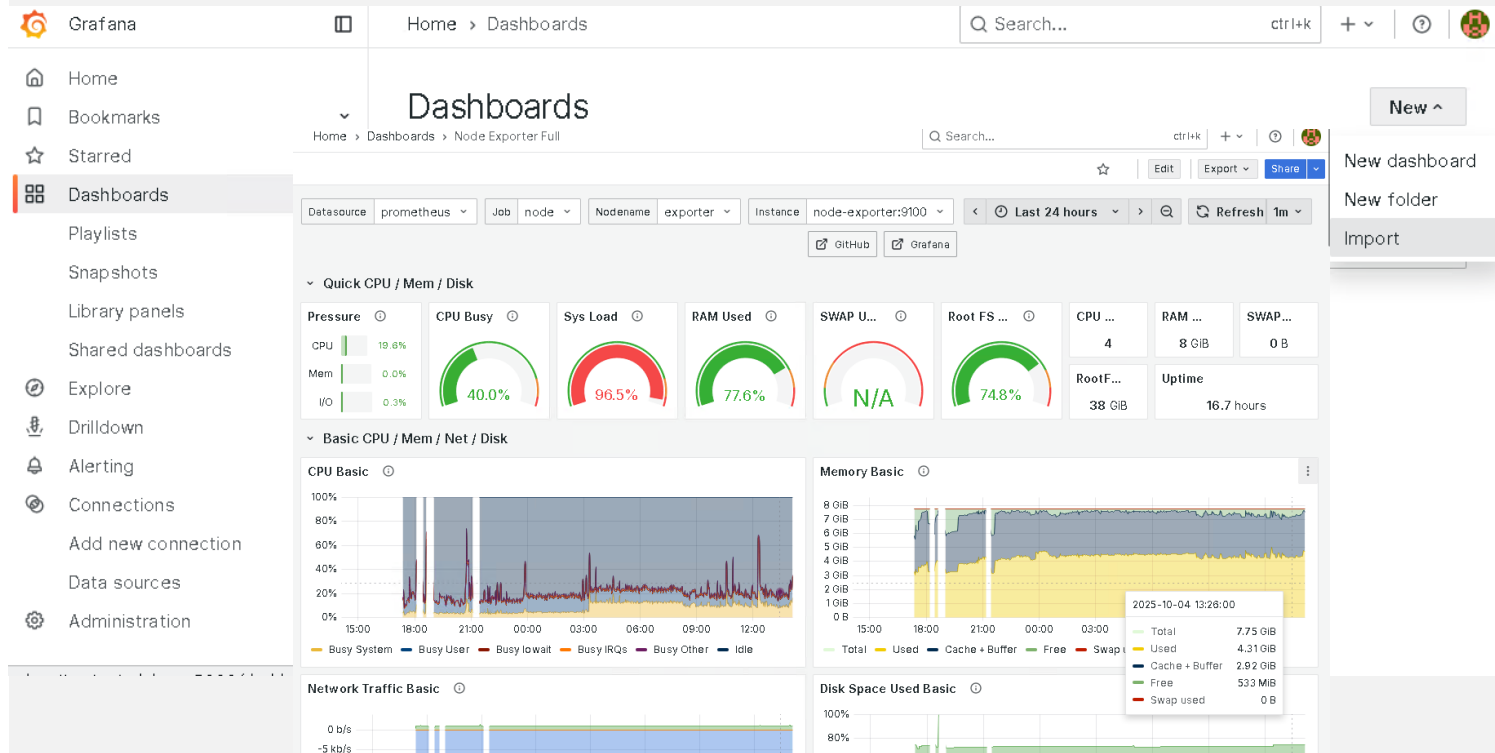 Grafana
Home › Dashboards
Search... ctrl+k
Home
Bookmarks
Starred
Dashboards
Playlists
Snapshots
Library panels
Shared dashboards
Explore
Drilldown
Alerting
Connections
Add new connection
Data sources
Administration
Dashboards
New
New dashboard
New folder
Import
Home › Dashboards › Node Exporter Full
Search... ctrl+k
Edit Export Share
Datasource prometheus Job node Nodename exporter Instance node-exporter:9100 Last 24 hours Refresh 1m
GitHub Grafana
Quick CPU / Mem / Disk
Pressure CPU Busy Sys Load RAM Used SWAP U... Root FS ... CPU ... RAM ... SWAP...
CPU 19.6%
Mem 0.0%
I/O 0.3%
40.0% 96.5% 77.6% N/A 74.8%
4 8 GiB 0 B
RootF... Uptime
38 GiB 16.7 hours
Basic CPU / Mem / Net / Disk
CPU Basic
100%
80%
60%
40%
20%
0%
15:00 18:00 21:00 00:00 03:00 06:00 09:00 12:00
Busy System Busy User Busy Iowait Busy IRQs Busy Other Idle
Memory Basic
8 GiB
7 GiB
6 GiB
5 GiB
4 GiB
3 GiB
2 GiB
1 GiB
0 B
15:00 18:00 21:00 00:00 03:00
Total Used Cache + Buffer Free Swap
2025-10-04 13:26:00
Total 7.75 GiB
Used 4.31 GiB
Cache + Buffer 2.92 GiB
Free 533 MiB
Swap used 0 B
Network Traffic Basic
0 b/s
-5 kb/s
Disk Space Used Basic
100%
80%